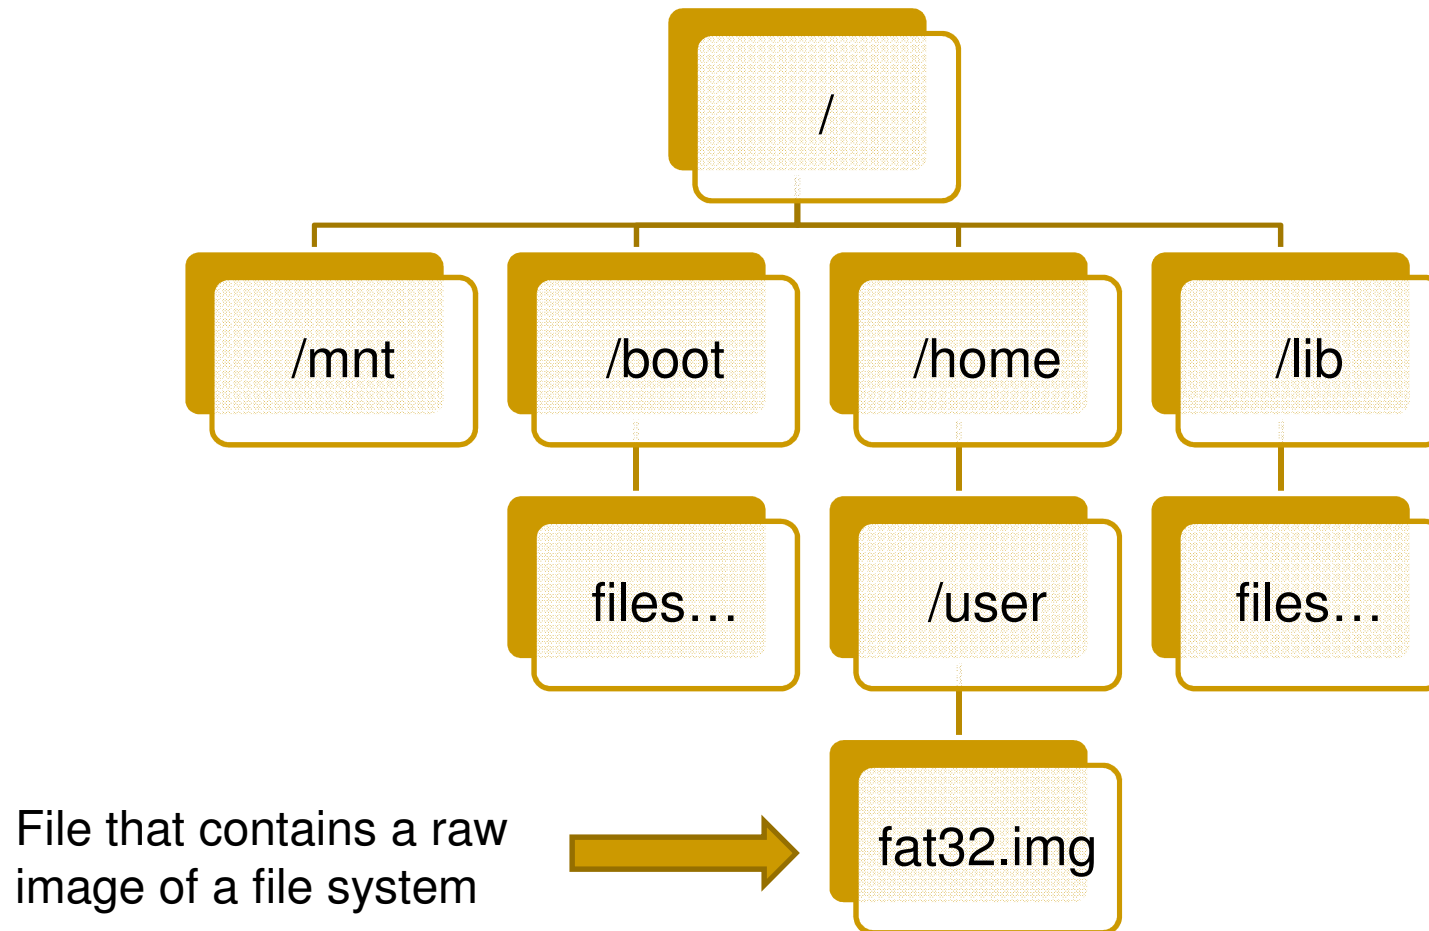 /
/mnt
/boot
/home
/lib
files…
/user
files…
File that contains a raw
image of a file system
fat32.img